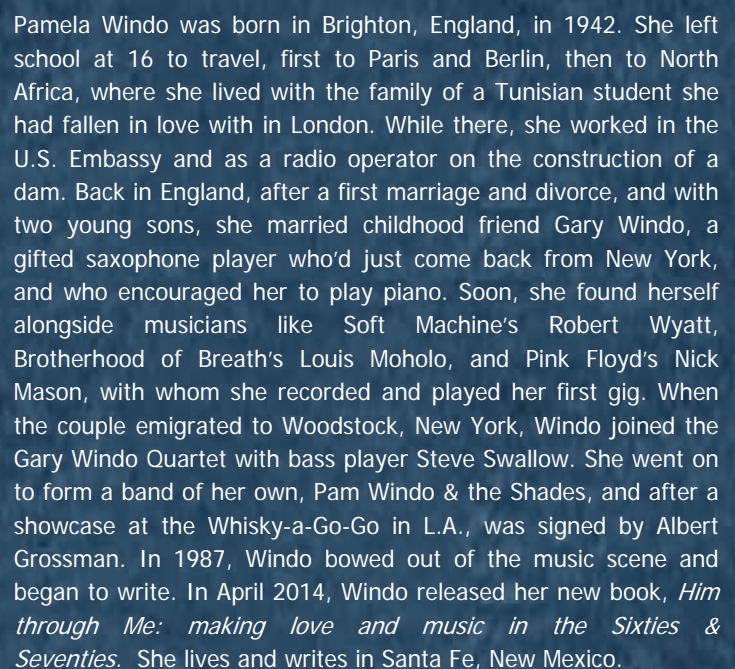 Pamela Windo was born in Brighton, England, in 1942. She left
school at 16 to travel, first to Paris and Berlin, then to North
Africa, where she lived with the family of a Tunisian student she
had fallen in love with in London. While there, she worked in the
U.S. Embassy and as a radio operator on the construction of a
dam. Back in England, after a first marriage and divorce, and with
two young sons, she married childhood friend Gary Windo, a
gifted saxophone player who'd just come back from New York,
and who encouraged her to play piano. Soon, she found herself
alongside musicians like Soft Machine's Robert Wyatt,
Brotherhood of Breath's Louis Moholo, and Pink Floyd's Nick
Mason, with whom she recorded and played her first gig. When
the couple emigrated to Woodstock, New York, Windo joined the
Gary Windo Quartet with bass player Steve Swallow. She went on
to form a band of her own, Pam Windo & the Shades, and after a
showcase at the Whisky-a-Go-Go in L.A., was signed by Albert
Grossman. In 1987, Windo bowed out of the music scene and
began to write. In April 2014, Windo released her new book, Him
through Me: making love and music in the Sixties &
Seventies. She lives and writes in Santa Fe, New Mexico.